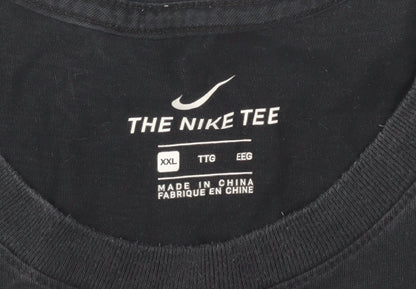 THE NIKE TEE
XXL TTG EEG
MADE IN CHINA
FABRIQUE EN CHINE